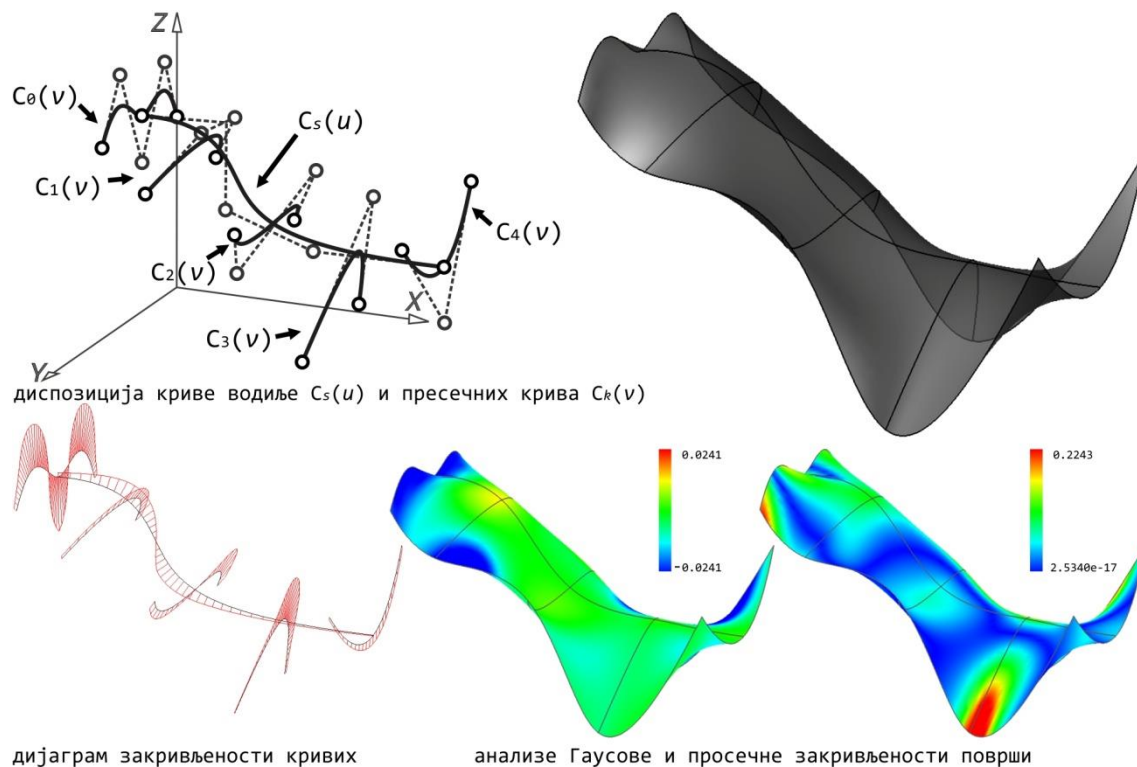 Z
C₀(v)
Cₛ(u)
C₁(v)
C₄(v)
C₂(v)
X
C₃(v)
Y
диспозиција криве водиље Cₛ(u) и пресечних крива Cₖ(v)
0.0241
-0.0241
0.2243
2.5340e-17
дијаграм закривљености кривих
анализе Гаусове и просечне закривљености површи